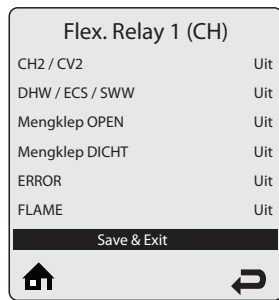 Flex. Relay 1 (CH)
CH2 / CV2 Uit
DHW / ECS / SWW Uit
Mengklep OPEN Uit
Mengklep DICHT Uit
ERROR Uit
FLAME Uit
Save & Exit